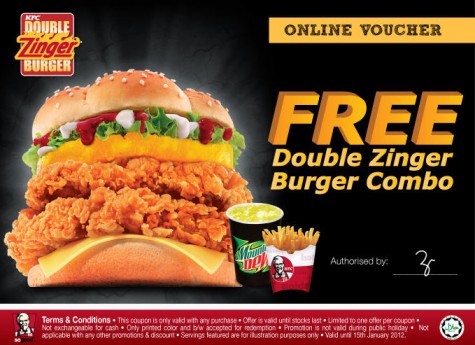 KFC
DOUBLE
Zinger
BURGER
ONLINE VOUCHER
FREE
Double Zinger
Burger Combo
Mountain
Dew
KFC
Authorised by:
Terms & Conditions • This coupon is only valid with any purchase • Offer is valid until stocks last • Limited to one offer per coupon •
Not exchangeable for cash • Only printed color and b/w accepted for redemption • Promotion is not valid during public holiday • Not
applicable with any other promotions & discount • Servings featured are for illustration purposes only • Valid until 15th January 2012.